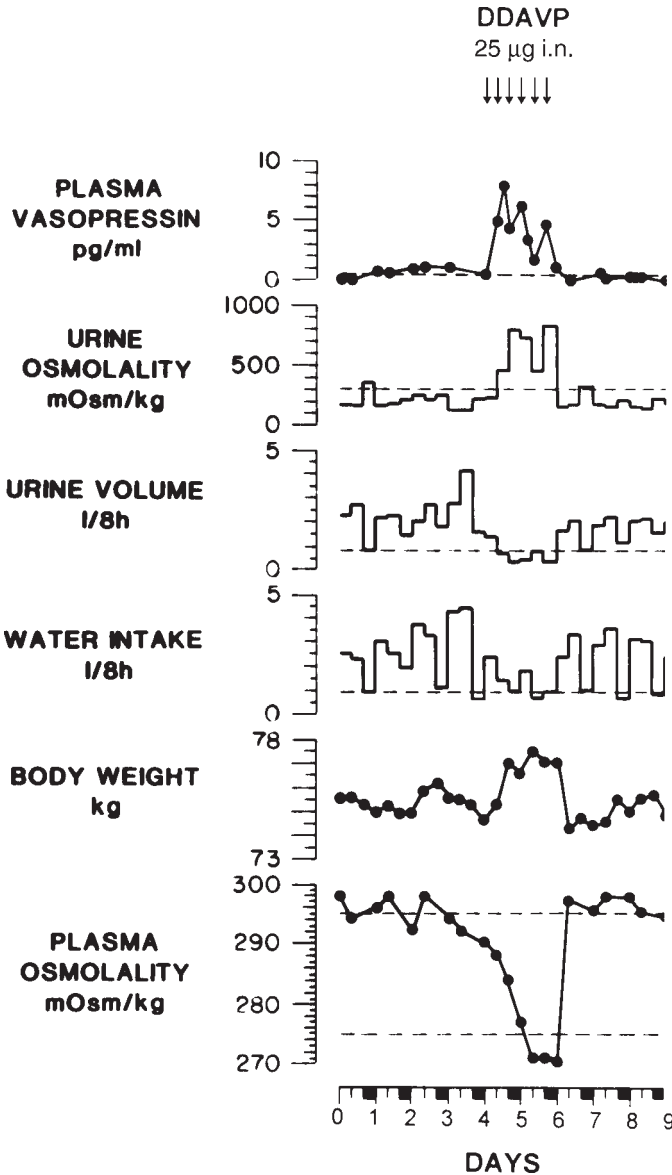 DDAVP
25 μg i.n.
PLASMA
VASOPRESSIN
pg/ml
10
5
0
URINE
OSMOLALITY
mOsm/kg
1000
500
0
URINE VOLUME
l/8h
5
0
WATER INTAKE
l/8h
5
0
BODY WEIGHT
kg
78
73
PLASMA
OSMOLALITY
mOsm/kg
300
290
280
270
0 1 2 3 4 5 6 7 8 9
DAYS